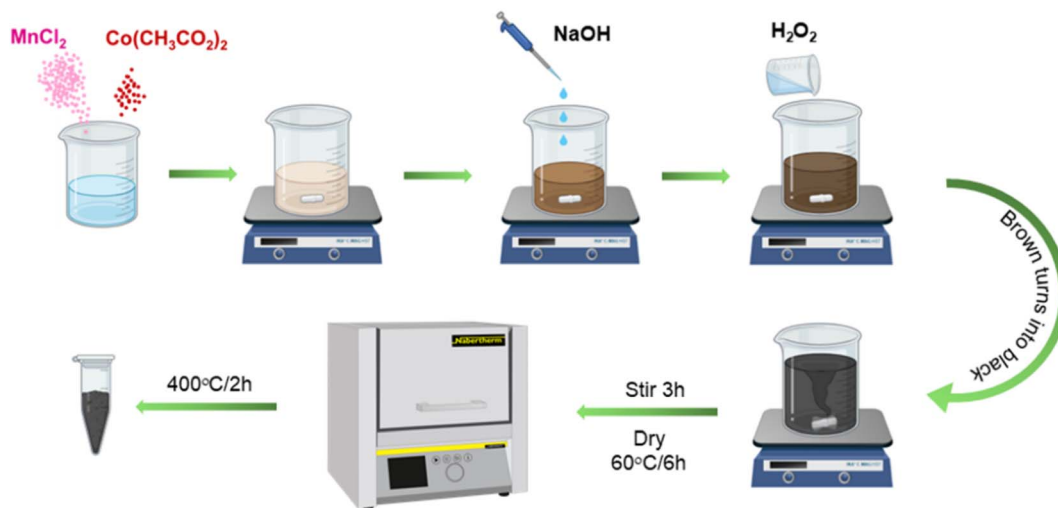 MnCl₂
Co(CH₃CO₂)₂
NaOH
H₂O₂
Brown turns into black
Stir 3h
Dry
60°C/6h
Nabertherm
400°C/2h